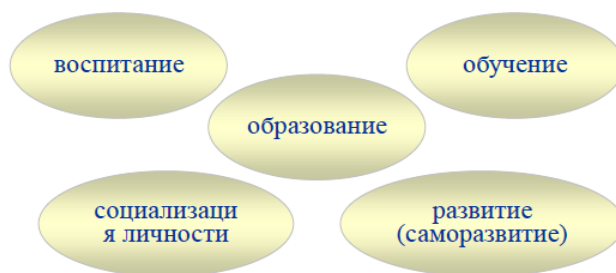 воспитание
обучение
образование
социализаци
я личности
развитие
(саморазвитие)